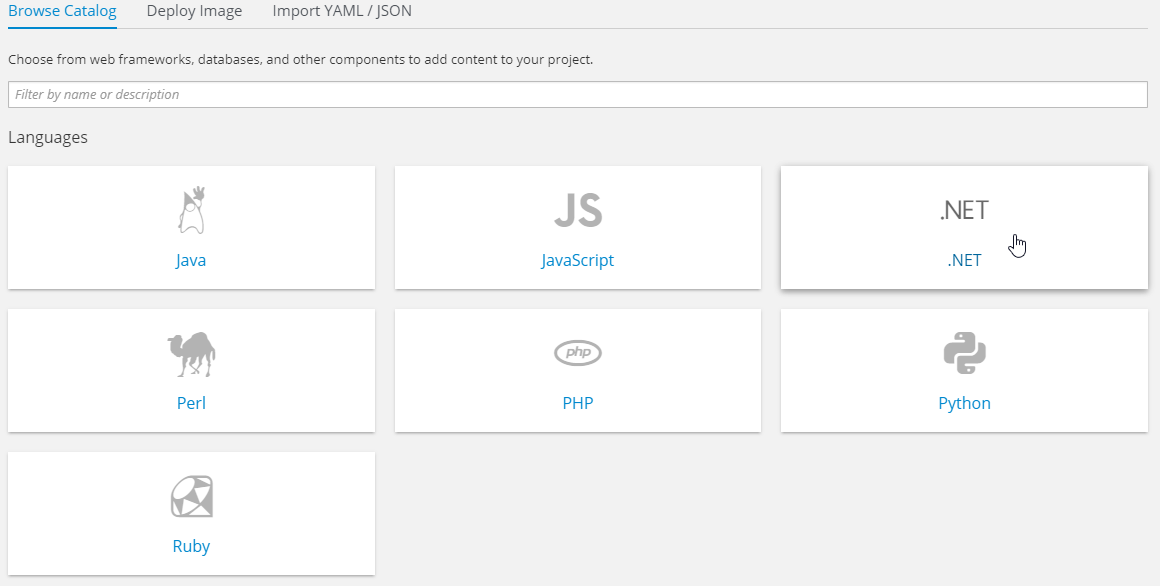 Browse Catalog Deploy Image Import YAML / JSON
Choose from web frameworks, databases, and other components to add content to your project.
Filter by name or description
Languages
JS .NET
Java JavaScript .NET
php
Perl PHP Python
Ruby